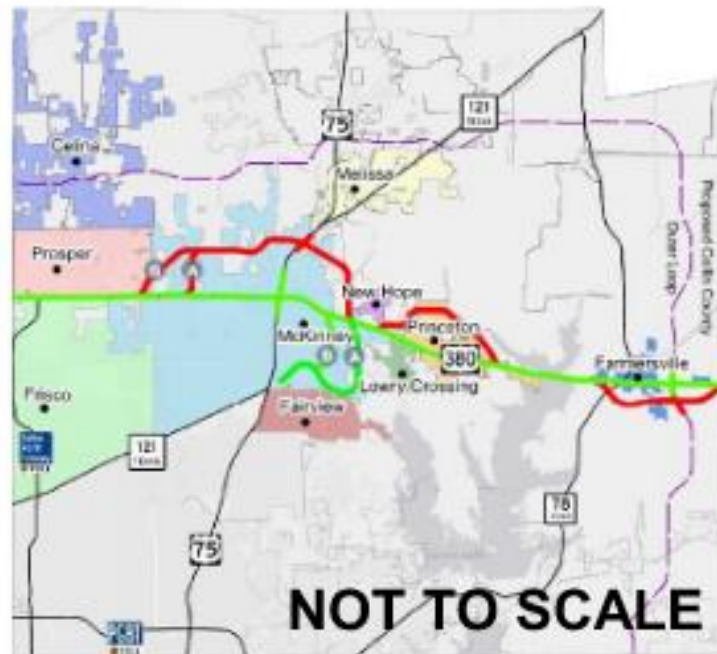 75
121
TEXAS
Celina
Melissa
Prosper
New Hope
McKinney
Princeton
380
Farmersville
Lowry Crossing
Frisco
Fairview
121
78
75
Proposed Collin County
Outer Loop
NOT TO SCALE